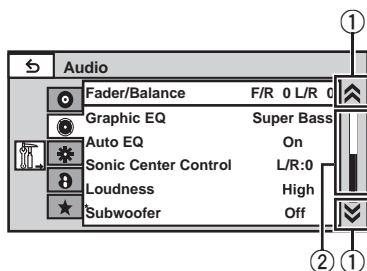 ①
Audio
Fader/Balance F/R 0 L/R 0
Graphic EQ Super Bass
Auto EQ On
Sonic Center Control L/R:0
Loudness High
Subwoofer Off
② ①